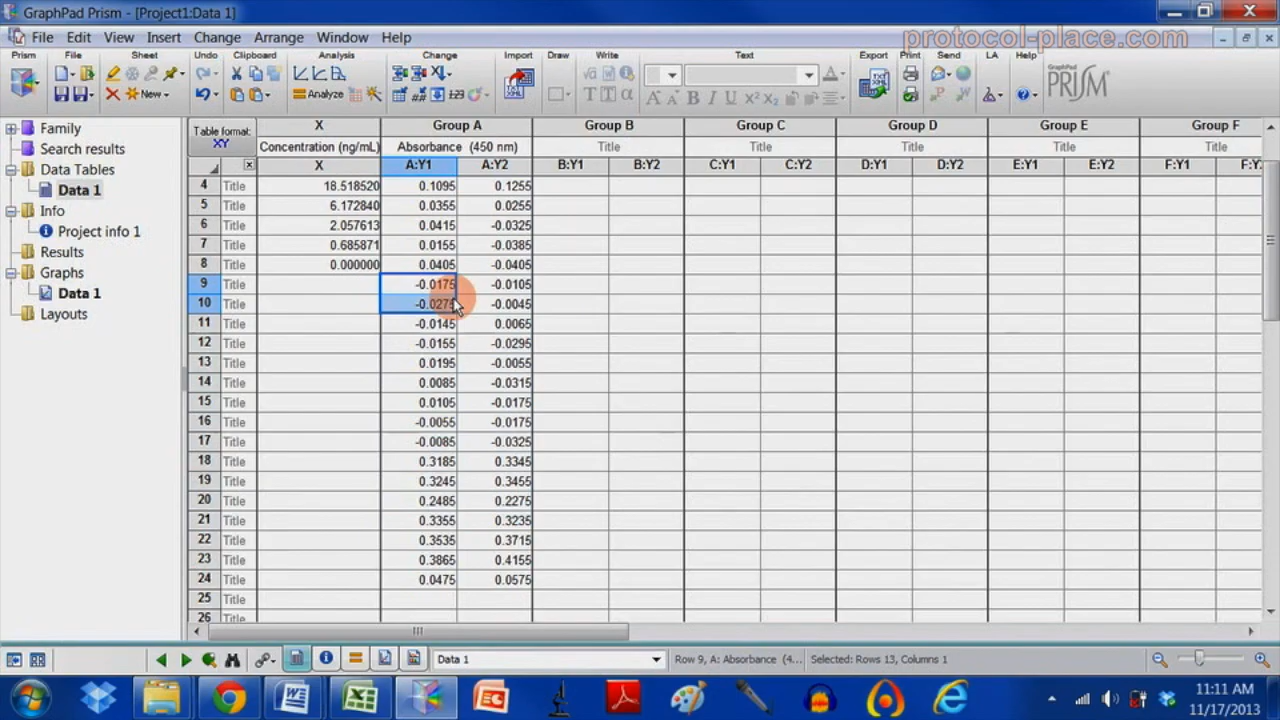 GraphPad Prism - [Project1:Data 1]
File Edit View Insert Change Arrange Window Help
protocol-place.com
Prism File Sheet Undo Clipboard Analysis Change Import Draw Write Text Export Print Send LA Help
GraphPad
PRISM
New
Analyze
Table format:
XY
X Group A Group B Group C Group D Group E Group F
Concentration (ng/mL) Absorbance (450 nm) Title Title Title Title Title
X A:Y1 A:Y2 B:Y1 B:Y2 C:Y1 C:Y2 D:Y1 D:Y2 E:Y1 E:Y2 F:Y1
4 Title 18.518520 0.1095 0.1255
5 Title 6.172840 0.0355 0.0255
6 Title 2.057613 0.0415 -0.0325
7 Title 0.685871 0.0155 -0.0385
8 Title 0.000000 0.0405 -0.0405
9 Title -0.0175 -0.0105
10 Title -0.0275 -0.0045
11 Title -0.0145 0.0065
12 Title -0.0155 -0.0295
13 Title 0.0195 -0.0055
14 Title 0.0085 -0.0315
15 Title 0.0105 -0.0175
16 Title -0.0055 -0.0175
17 Title -0.0085 -0.0325
18 Title 0.3185 0.3345
19 Title 0.3245 0.3455
20 Title 0.2485 0.2275
21 Title 0.3355 0.3235
22 Title 0.3535 0.3715
23 Title 0.3865 0.4155
24 Title 0.0475 0.0575
25 Title
26 Title
Family
Search results
Data Tables
Data 1
Info
Project info 1
Results
Graphs
Data 1
Layouts
Data 1 Row 9, A: Absorbance (4... Selected: Rows 13, Columns 1
11:11 AM
11/17/2013